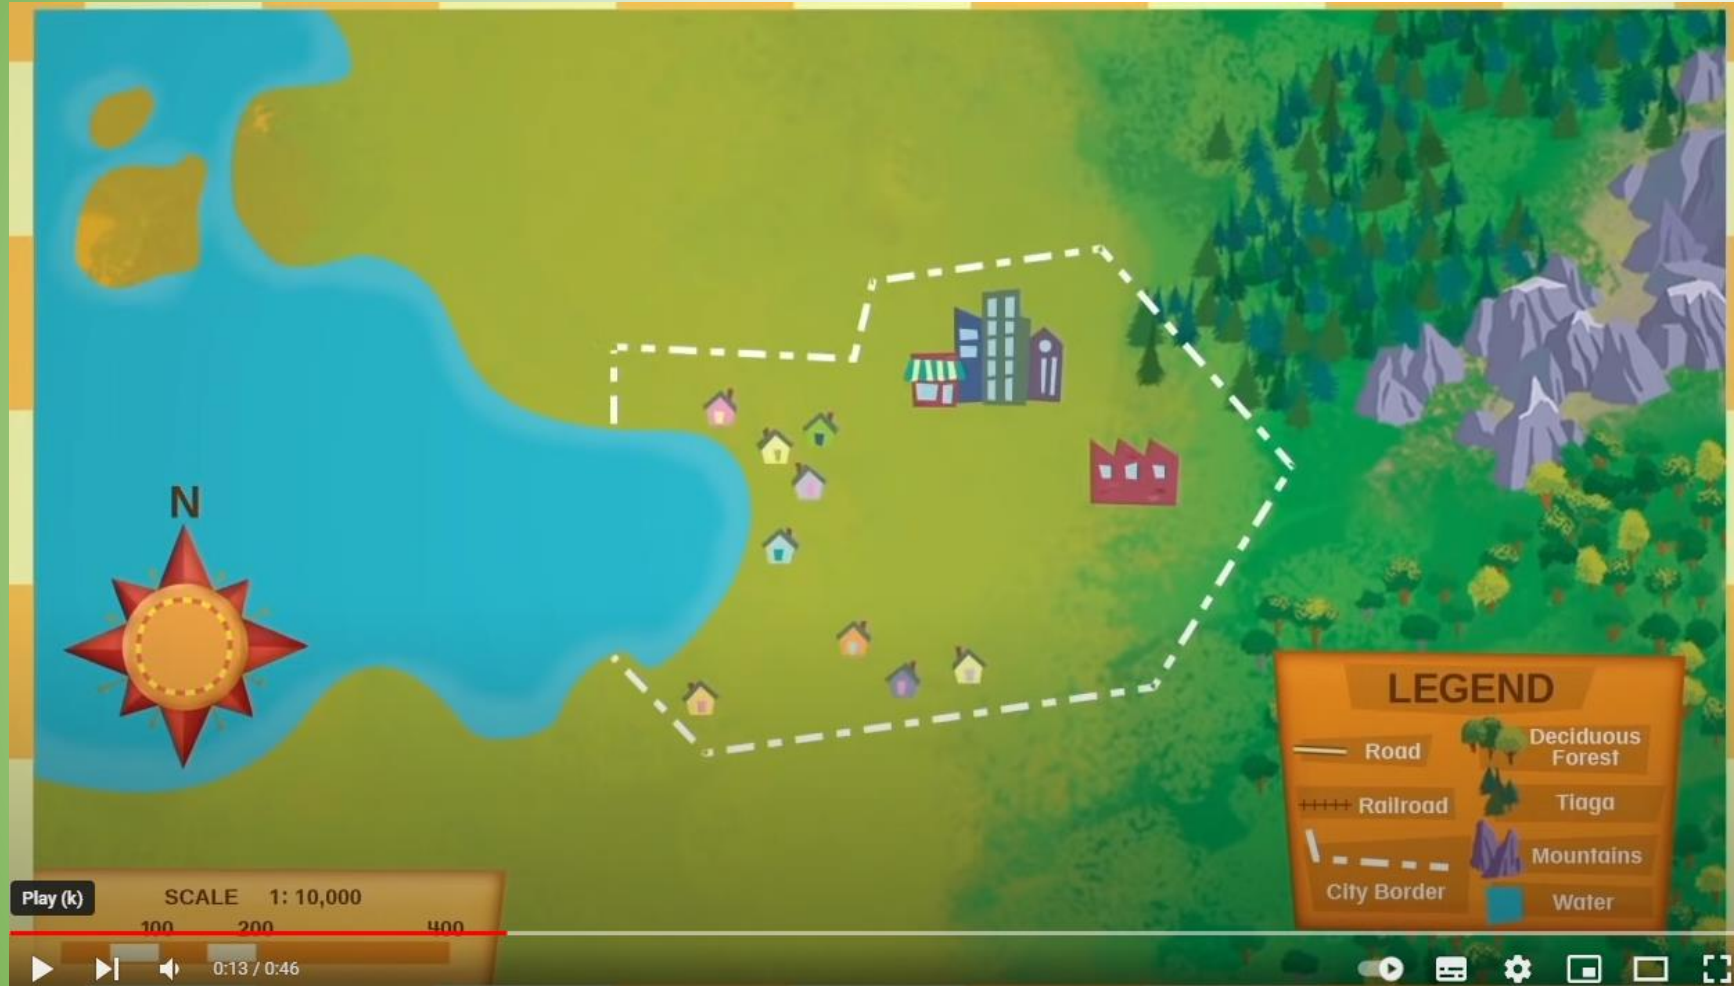 N
LEGEND
Road
Deciduous
Forest
Railroad
Tiaga
Mountains
City Border
Water
Play (k)
SCALE 1: 10,000
100 200 400
0:13 / 0:46